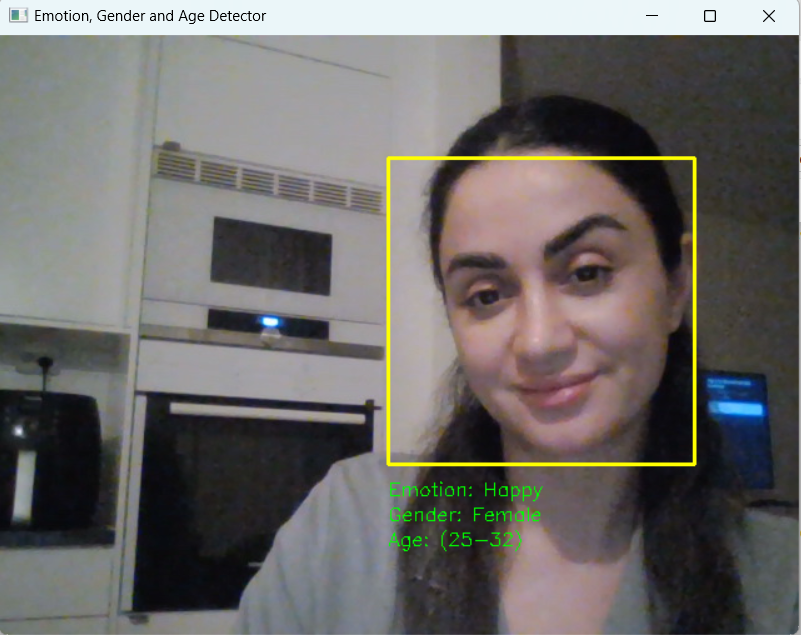 Emotion, Gender and Age Detector
Emotion: Happy
Gender: Female
Age: (25-32)